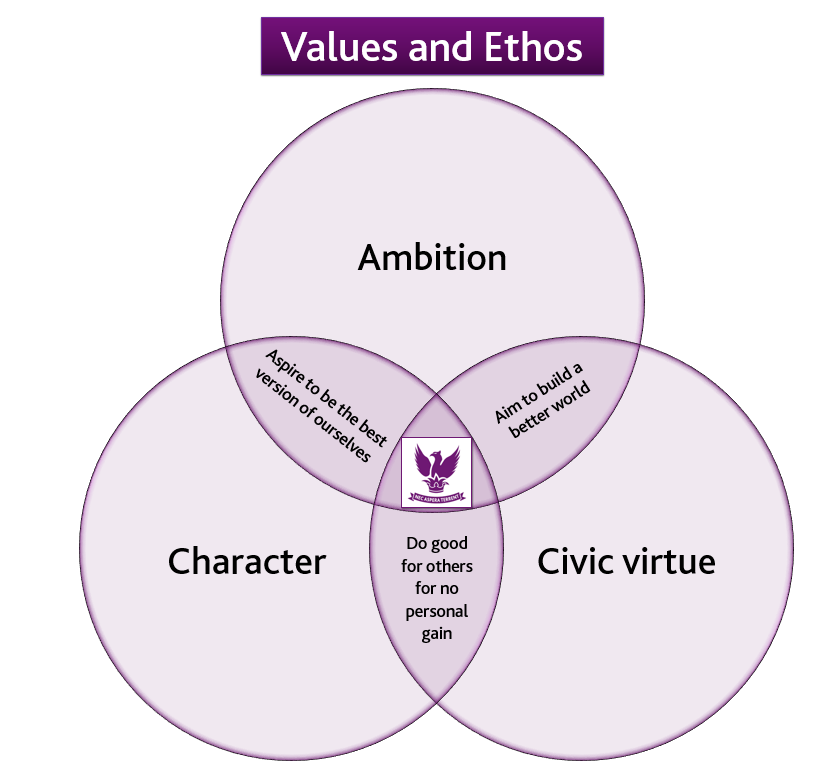 Values and Ethos
Ambition
Aspire to be the best
version of ourselves
Aim to build a
better world
NEC ASPERA TERRENT
Character
Do good
for others
for no
personal
gain
Civic virtue